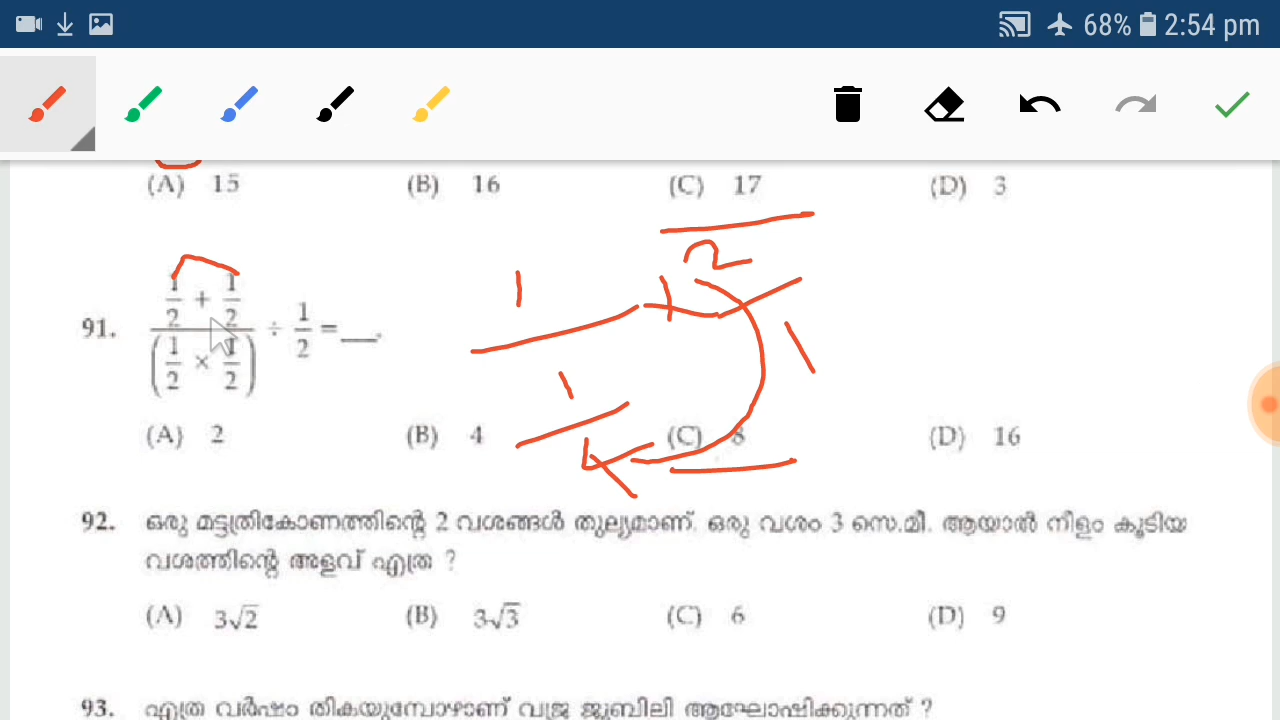 68% 2:54 pm
(A) 15 (B) 16 (C) 17 (D) 3
91. (1/2 + 1/2) / (1/2 × 1/2) ÷ 1/2 = __.
(A) 2 (B) 4 (C) 8 (D) 16
92. ഒരു മട്ടത്രികോണത്തിന്റെ 2 വശങ്ങൾ തുല്യമാണ്. ഒരു വശം 3 സെ.മീ. ആയാൽ നീളം കൂടിയ
വശത്തിന്റെ അളവ് എത്ര ?
(A) 3√2 (B) 3√3 (C) 6 (D) 9
93. എത്ര വർഷം തികയുമ്പോഴാണ് വജ്ര ജൂബിലി ആഘോഷിക്കുന്നത് ?